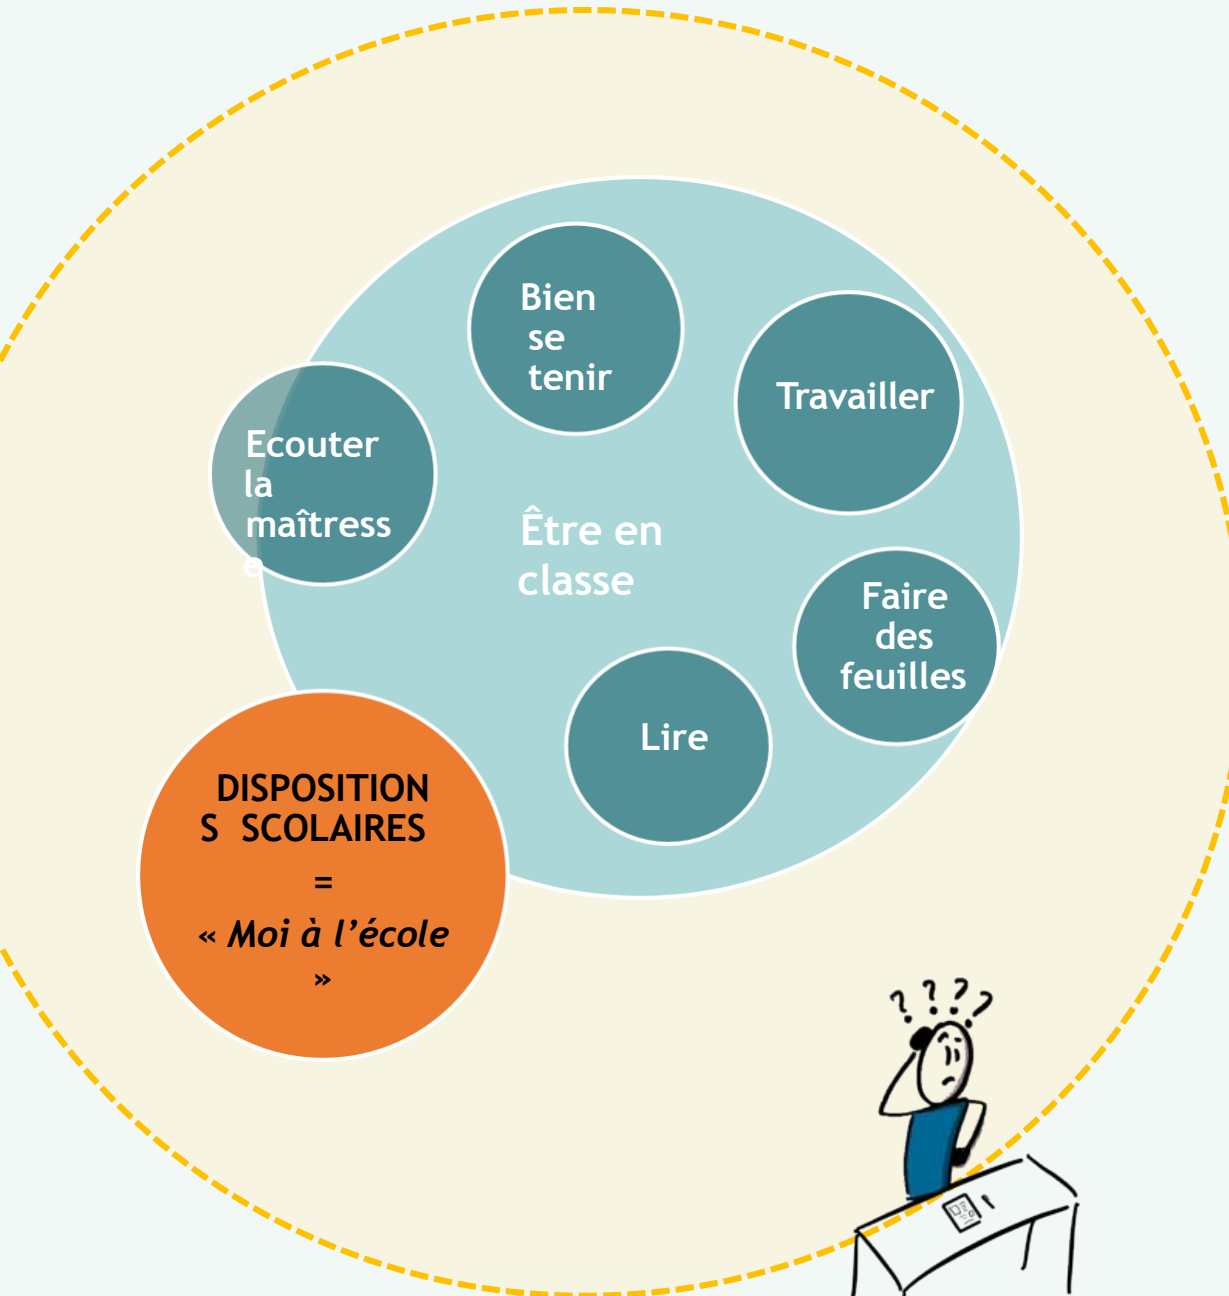 Bien
se
tenir
Travailler
Ecouter
la
maîtress
e
Être en
classe
Faire
des
feuilles
Lire
DISPOSITION
S SCOLAIRES
=
« Moi à l’école
»
? ? ? ?